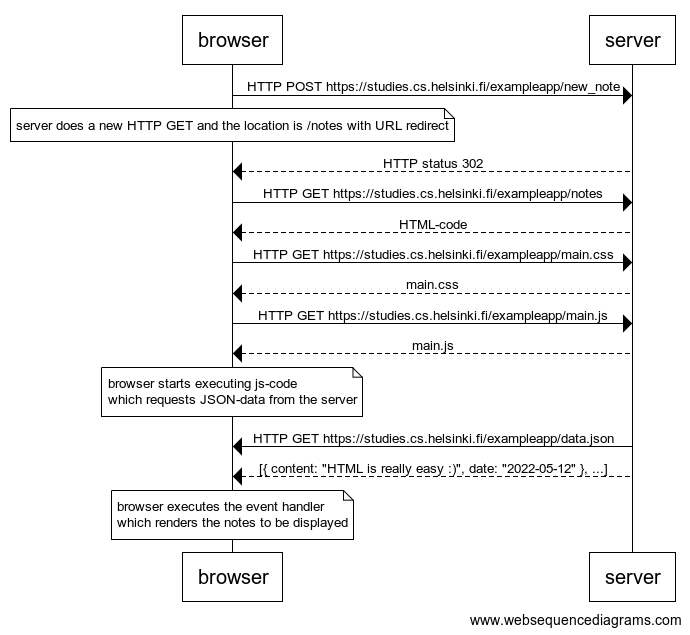 browser
server
HTTP POST https://studies.cs.helsinki.fi/exampleapp/new_note
server does a new HTTP GET and the location is /notes with URL redirect
HTTP status 302
HTTP GET https://studies.cs.helsinki.fi/exampleapp/notes
HTML-code
HTTP GET https://studies.cs.helsinki.fi/exampleapp/main.css
main.css
HTTP GET https://studies.cs.helsinki.fi/exampleapp/main.js
main.js
browser starts executing js-code
which requests JSON-data from the server
HTTP GET https://studies.cs.helsinki.fi/exampleapp/data.json
[{ content: "HTML is really easy :)", date: "2022-05-12" }, ...]
browser executes the event handler
which renders the notes to be displayed
browser
server
www.websequencediagrams.com